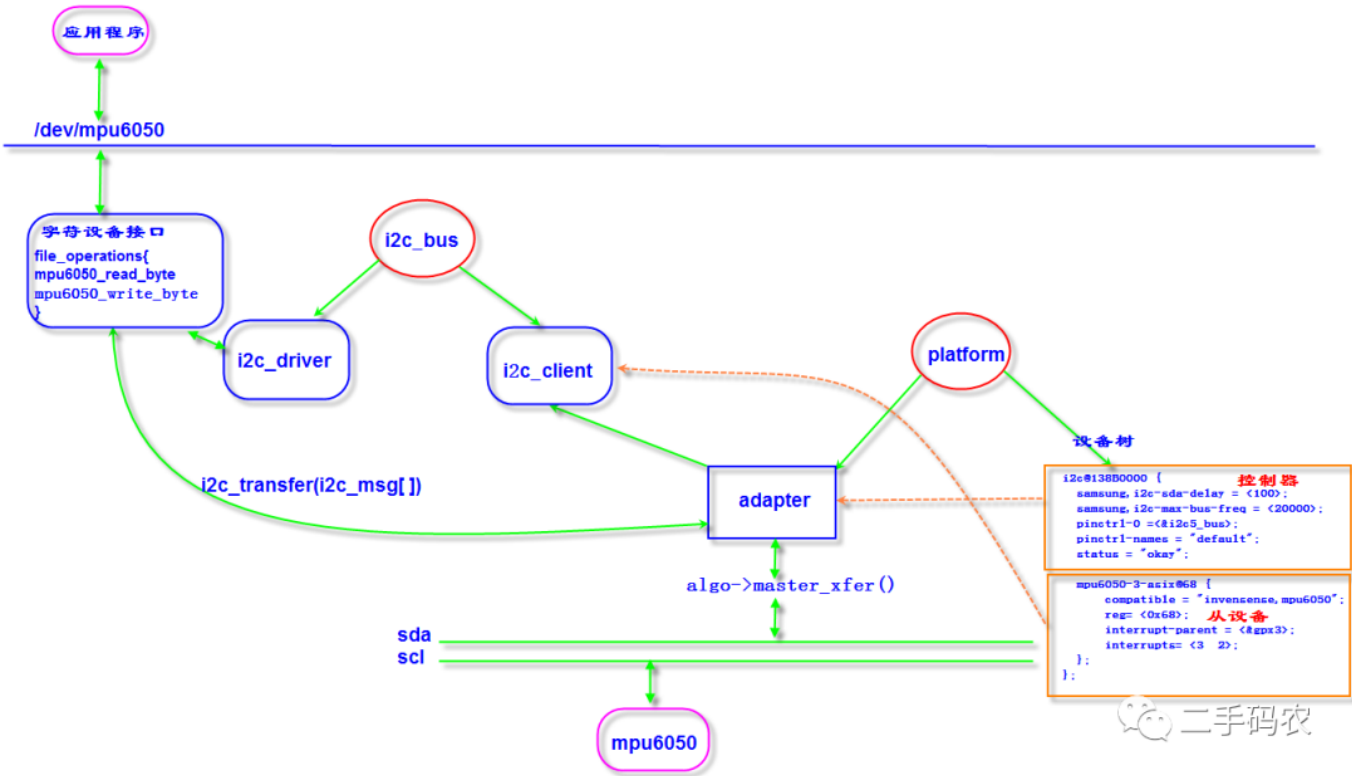 应用程序
/dev/mpu6050
字符设备接口
file_operations{
mpu6050_read_byte
mpu6050_write_byte
}
i2c_bus
i2c_driver
i2c_client
platform
设备树
i2c_transfer(i2c_msg[ ])
adapter
i2c@138B0000 {
控制器
samsung,i2c-sda-delay = <100>;
samsung,i2c-max-bus-freq = <20000>;
pinctrl-0 =<&i2c5_bus>;
pinctrl-names = "default";
status = "okay";
algo->master_xfer()
mpu6050-3-asix@68 {
compatible = "invensense,mpu6050";
reg= <0x68>;
从设备
interrupt-parent = <&gpx3>;
interrupts= <3 2>;
};
};
sda
scl
mpu6050
二手码农